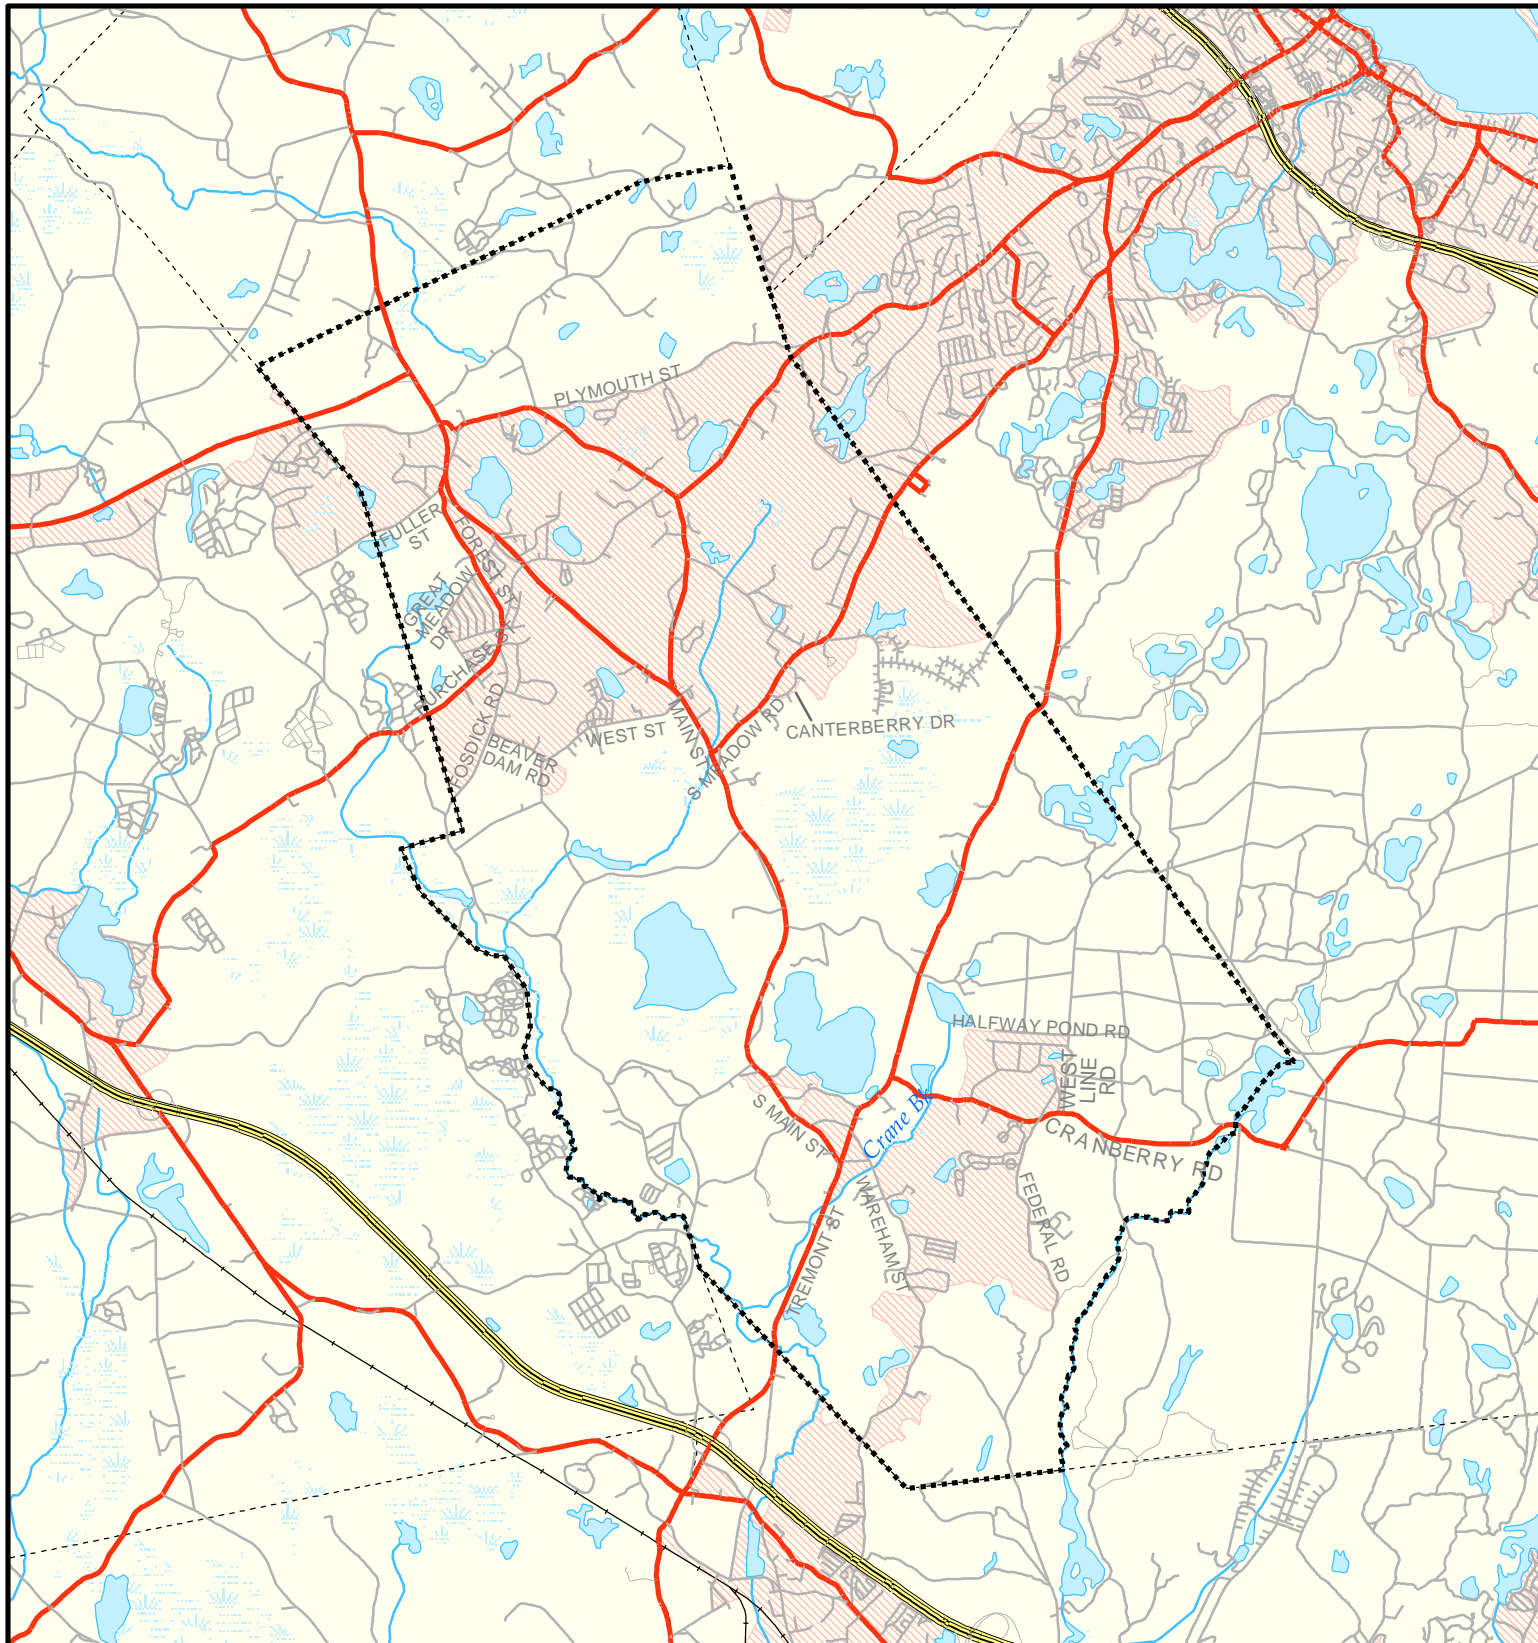 PLYMOUTH ST
FULLER
ST
FOREST ST
GREAT
MEADOW
DR
PURCHASE ST
FOSDICK RD
BEAVER
DAM RD
WEST ST
MAIN ST
S MEADOW RD
CANTERBERRY DR
HALFWAY POND RD
WEST
LINE
RD
S MAIN ST
Crane Bk
CRANBERRY RD
WAREHAM ST
FEDERAL RD
TREMONT ST